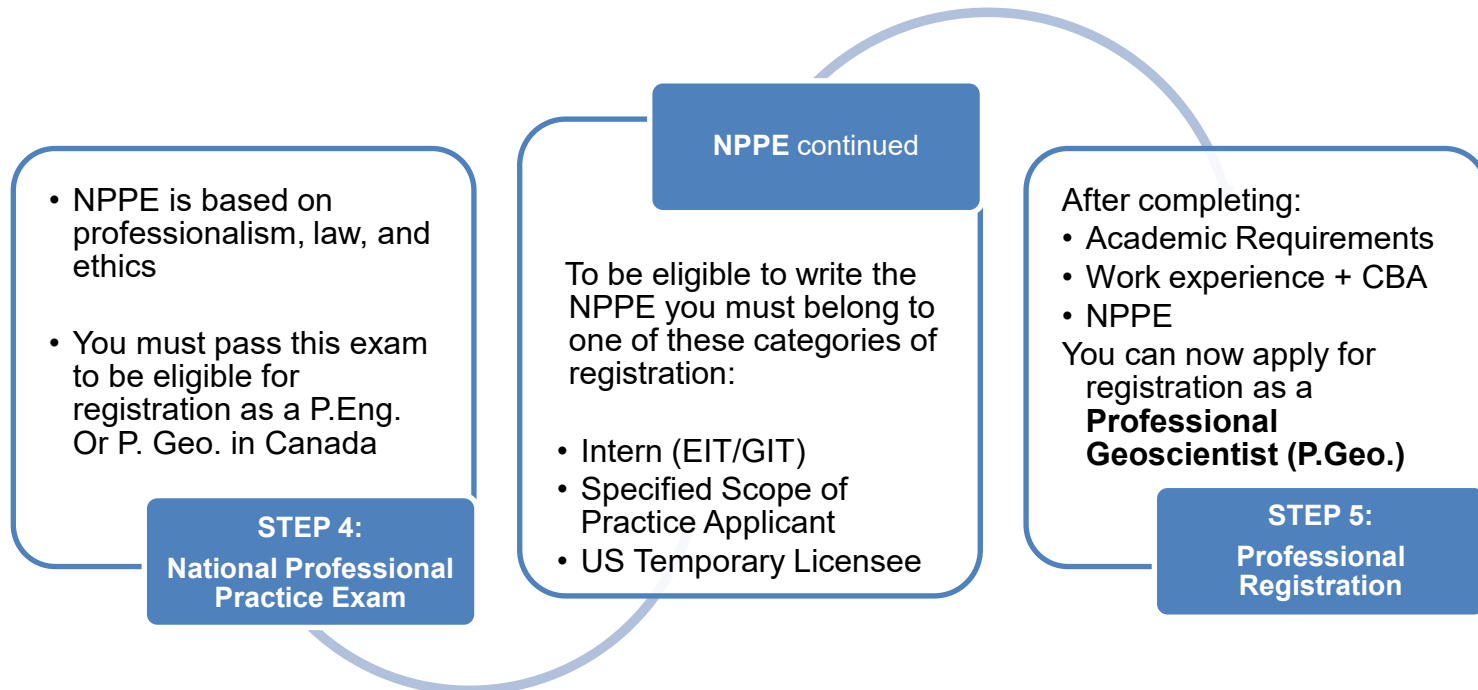 • NPPE is based on
professionalism, law, and
ethics
• You must pass this exam
to be eligible for
registration as a P.Eng.
Or P. Geo. in Canada
STEP 4:
National Professional
Practice Exam
NPPE continued
To be eligible to write the
NPPE you must belong to
one of these categories of
registration:
• Intern (EIT/GIT)
• Specified Scope of
Practice Applicant
• US Temporary Licensee
After completing:
• Academic Requirements
• Work experience + CBA
• NPPE
You can now apply for
registration as a
Professional
Geoscientist (P.Geo.)
STEP 5:
Professional
Registration